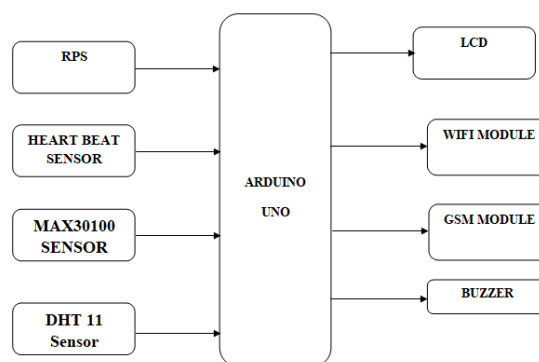 RPS
HEART BEAT
SENSOR
MAX30100
SENSOR
DHT 11
Sensor
ARDUINO
UNO
LCD
WIFI MODULE
GSM MODULE
BUZZER